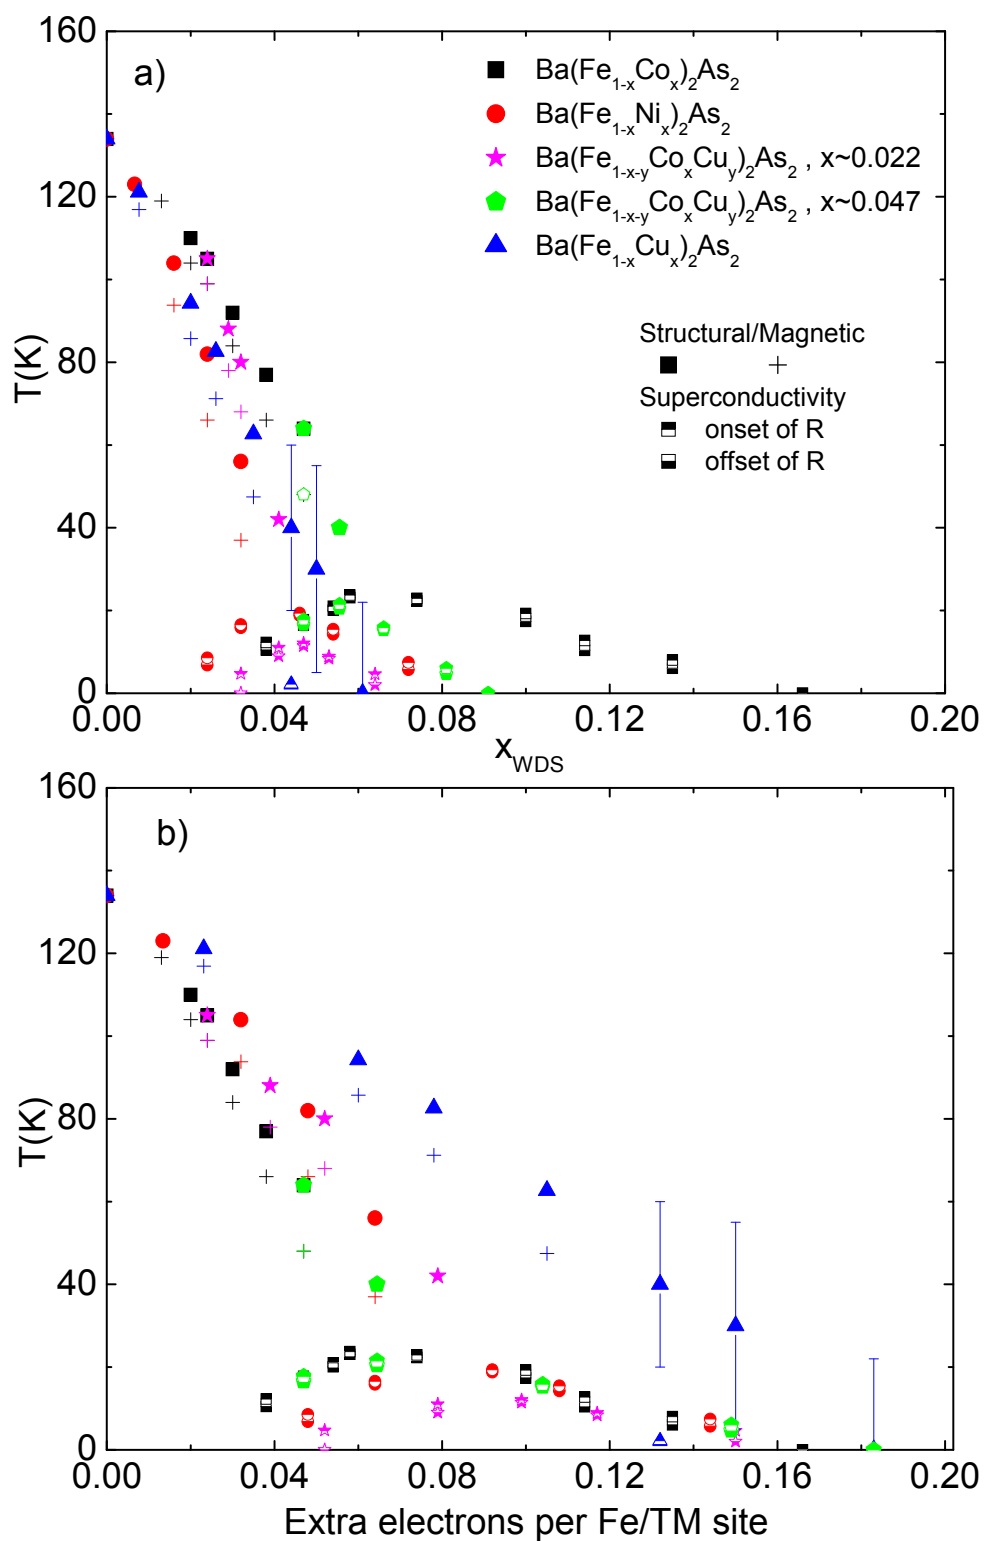 160
a)
Ba(Fe₁₋ₓCoₓ)₂As₂
Ba(Fe₁₋ₓNiₓ)₂As₂
Ba(Fe₁₋ₓ₋yCoₓCuy)₂As₂ , x~0.022
Ba(Fe₁₋ₓ₋yCoₓCuy)₂As₂ , x~0.047
Ba(Fe₁₋ₓCuₓ)₂As₂
120
Structural/Magnetic
Superconductivity
onset of R
offset of R
80
T(K)
40
0
0.00 0.04 0.08 0.12 0.16 0.20
xWDS
160
b)
120
80
T(K)
40
0
0.00 0.04 0.08 0.12 0.16 0.20
Extra electrons per Fe/TM site